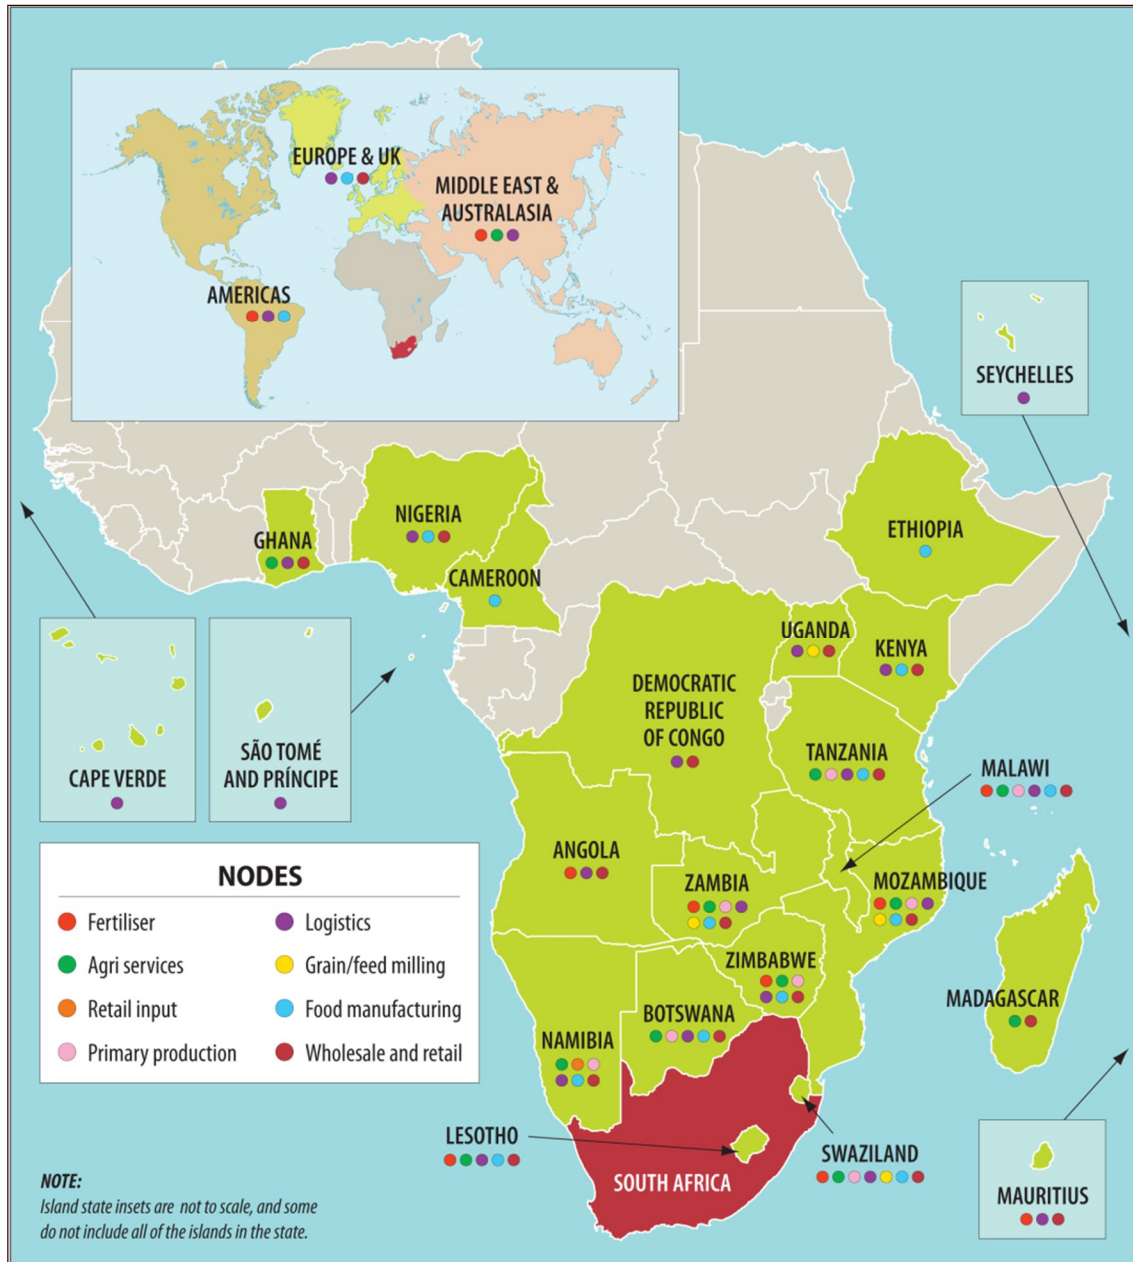 EUROPE & UK
MIDDLE EAST &
AUSTRALASIA
AMERICAS
SEYCHELLES
NIGERIA
GHANA
ETHIOPIA
CAMEROON
UGANDA
KENYA
DEMOCRATIC
REPUBLIC
OF CONGO
SÃO TOMÉ
AND PRÍNCIPE
CAPE VERDE
TANZANIA
MALAWI
ANGOLA
ZAMBIA
MOZAMBIQUE
ZIMBABWE
MADAGASCAR
BOTSWANA
NAMIBIA
NODES
Fertiliser
Agri services
Retail input
Primary production
Logistics
Grain/feed milling
Food manufacturing
Wholesale and retail
LESOTHO
SWAZILAND
SOUTH AFRICA
MAURITIUS
NOTE:
Island state insets are not to scale, and some
do not include all of the islands in the state.